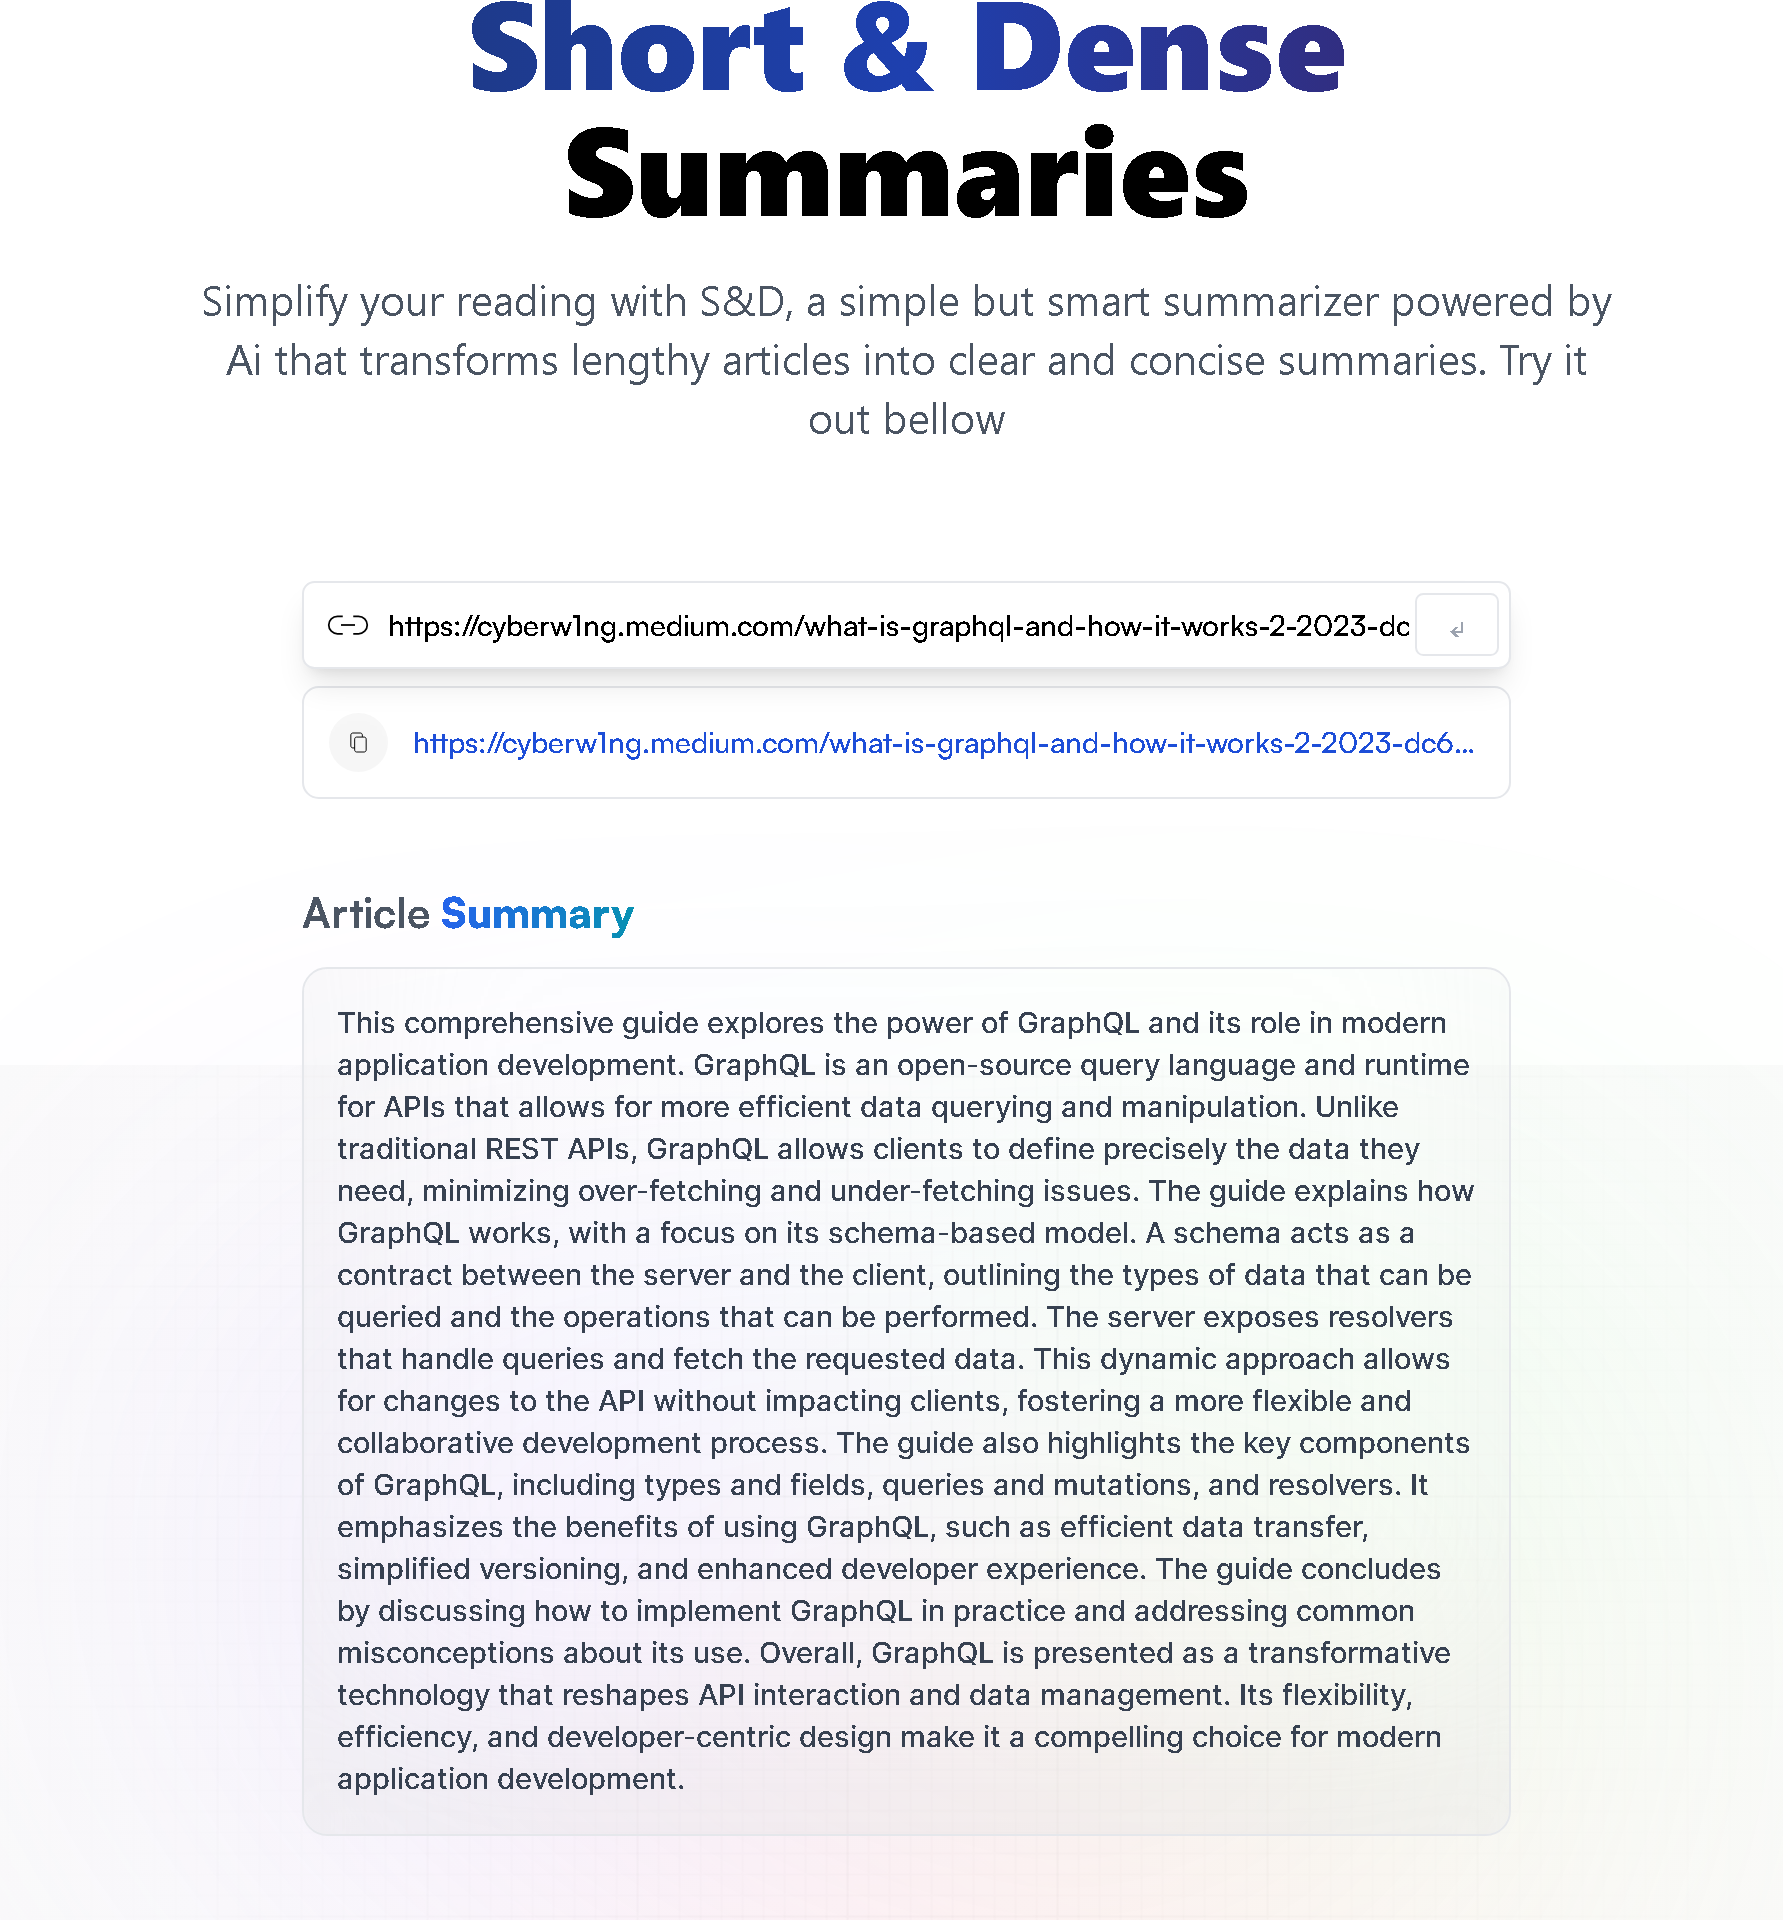 Short & Dense
Summaries
Simplify your reading with S&D, a simple but smart summarizer powered by
Ai that transforms lengthy articles into clear and concise summaries. Try it
out bellow
https://cyberw1ng.medium.com/what-is-graphql-and-how-it-works-2-2023-dc
https://cyberw1ng.medium.com/what-is-graphql-and-how-it-works-2-2023-dc6...
Article Summary
This comprehensive guide explores the power of GraphQL and its role in modern
application development. GraphQL is an open-source query language and runtime
for APIs that allows for more efficient data querying and manipulation. Unlike
traditional REST APIs, GraphQL allows clients to define precisely the data they
need, minimizing over-fetching and under-fetching issues. The guide explains how
GraphQL works, with a focus on its schema-based model. A schema acts as a
contract between the server and the client, outlining the types of data that can be
queried and the operations that can be performed. The server exposes resolvers
that handle queries and fetch the requested data. This dynamic approach allows
for changes to the API without impacting clients, fostering a more flexible and
collaborative development process. The guide also highlights the key components
of GraphQL, including types and fields, queries and mutations, and resolvers. It
emphasizes the benefits of using GraphQL, such as efficient data transfer,
simplified versioning, and enhanced developer experience. The guide concludes
by discussing how to implement GraphQL in practice and addressing common
misconceptions about its use. Overall, GraphQL is presented as a transformative
technology that reshapes API interaction and data management. Its flexibility,
efficiency, and developer-centric design make it a compelling choice for modern
application development.